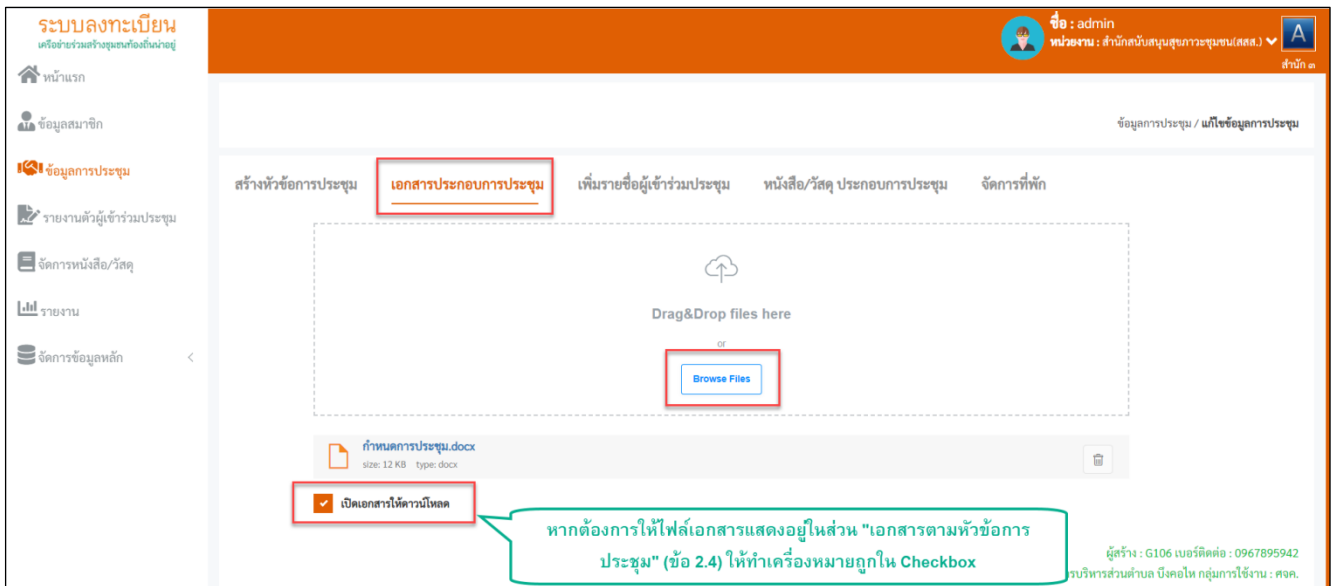 ระบบลงทะเบียน
เครือข่ายร่วมสร้างชุมชนท้องถิ่นน่าอยู่
ชื่อ : admin
หน่วยงาน : สำนักสนับสนุนสุขภาวะชุมชน(สสส.)
A
สำนัก ๓
หน้าแรก
ข้อมูลสมาชิก
ข้อมูลการประชุม
รายงานตัวผู้เข้าร่วมประชุม
จัดการหนังสือ/วัสดุ
รายงาน
จัดการข้อมูลหลัก
ข้อมูลการประชุม / แก้ไขข้อมูลการประชุม
สร้างหัวข้อการประชุม เอกสารประกอบการประชุม เพิ่มรายชื่อผู้เข้าร่วมประชุม หนังสือ/วัสดุ ประกอบการประชุม จัดการที่พัก
Drag&Drop files here
or
Browse Files
กำหนดการประชุม.docx
size: 12 KB type: docx
เปิดเอกสารให้ดาวน์โหลด
หากต้องการให้ไฟล์เอกสารแสดงอยู่ในส่วน "เอกสารตามหัวข้อการ
ประชุม" (ข้อ 2.4) ให้ทำเครื่องหมายถูกใน Checkbox
ผู้สร้าง : G106 เบอร์ติดต่อ : 0967895942
รบริหารส่วนตำบล บึงคอไห กลุ่มการใช้งาน : ศจค.